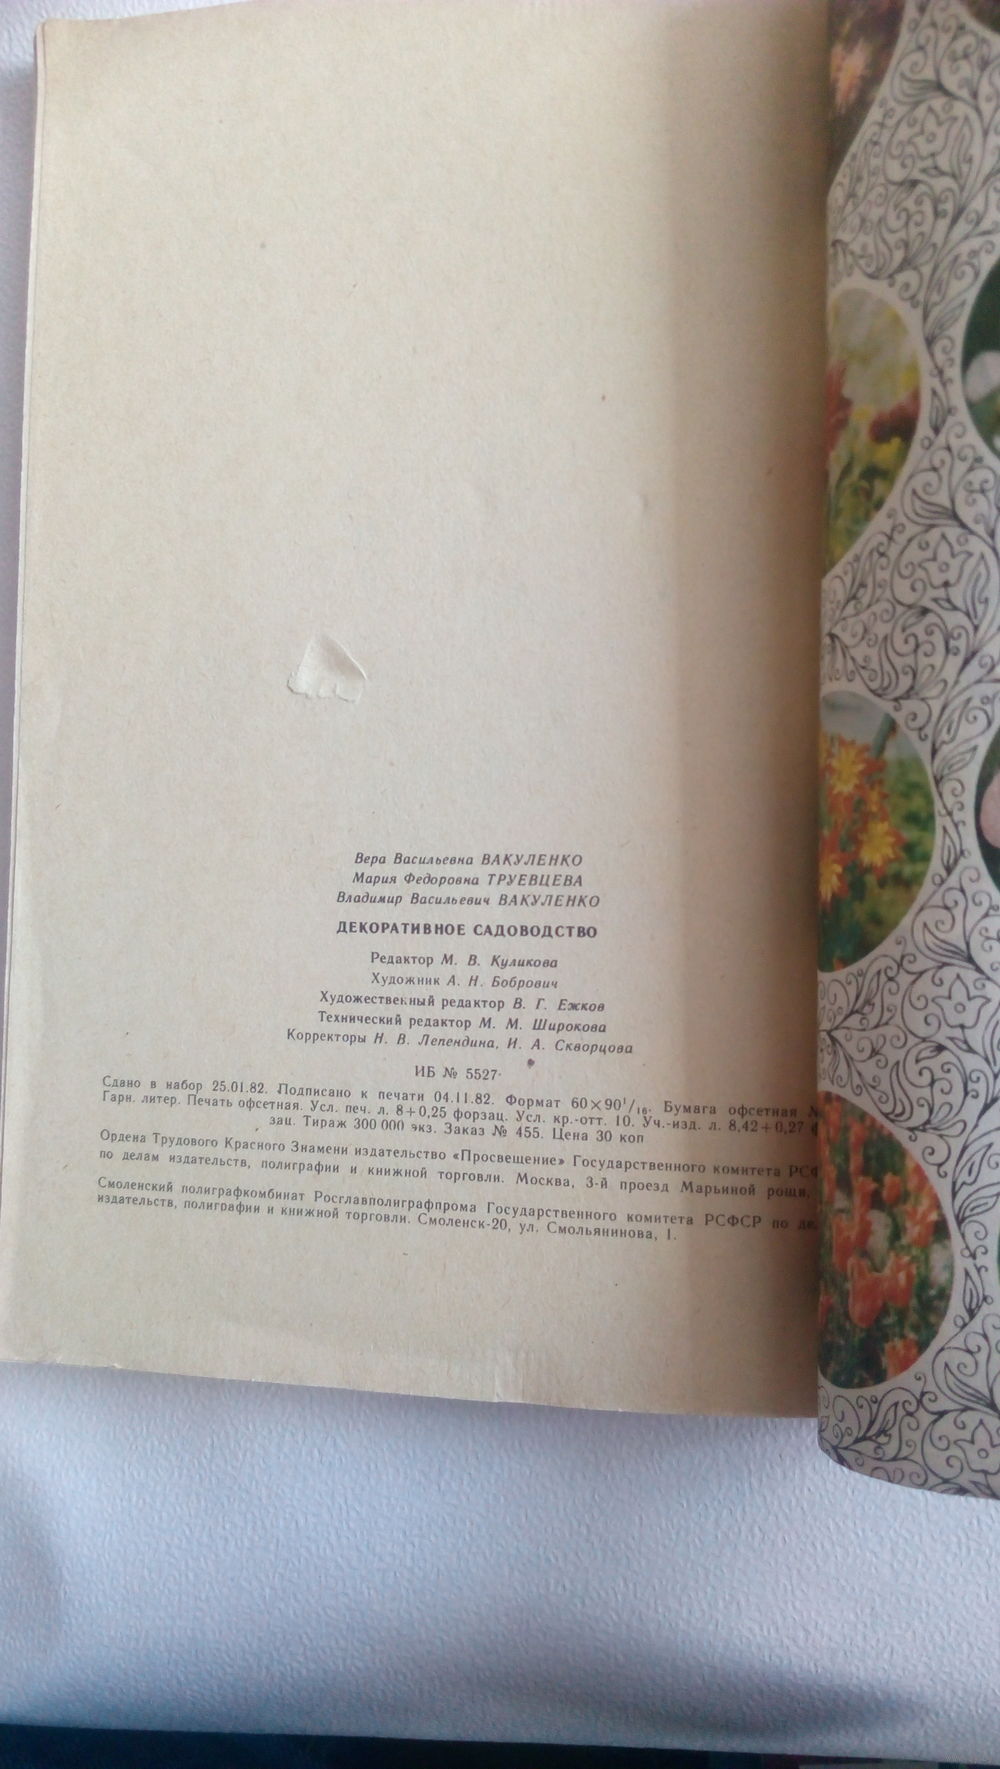 Вера Васильевна ВАКУЛЕНКО
Мария Федоровна ТРУЕВЦЕВА
Владимир Васильевич ВАКУЛЕНКО
ДЕКОРАТИВНОЕ САДОВОДСТВО
Редактор М. В. Куликова
Художник А. Н. Бобрович
Художественный редактор В. Г. Ежков
Технический редактор М. М. Широкова
Корректоры Н. В. Лепендина, И. А. Скворцова
ИБ № 5527
Сдано в набор 25.01.82. Подписано к печати 04.11.82. Формат 60×90¹/₁₆. Бумага офсетная
Гарн. литер. Печать офсетная. Усл. печ. л. 8+0,25 форзац. Усл. кр.-отт. 10. Уч.-изд. л. 8,42+0,27
зац. Тираж 300 000 экз. Заказ № 455. Цена 30 коп
Ордена Трудового Красного Знамени издательство «Просвещение» Государственного комитета
по делам издательств, полиграфии и книжной торговли. Москва, 3-й проезд Марьиной рощи,
Смоленский полиграфкомбинат Росглавполиграфпрома Государственного комитета РСФСР по
издательств, полиграфии и книжной торговли. Смоленск-20, ул. Смольянинова, 1.